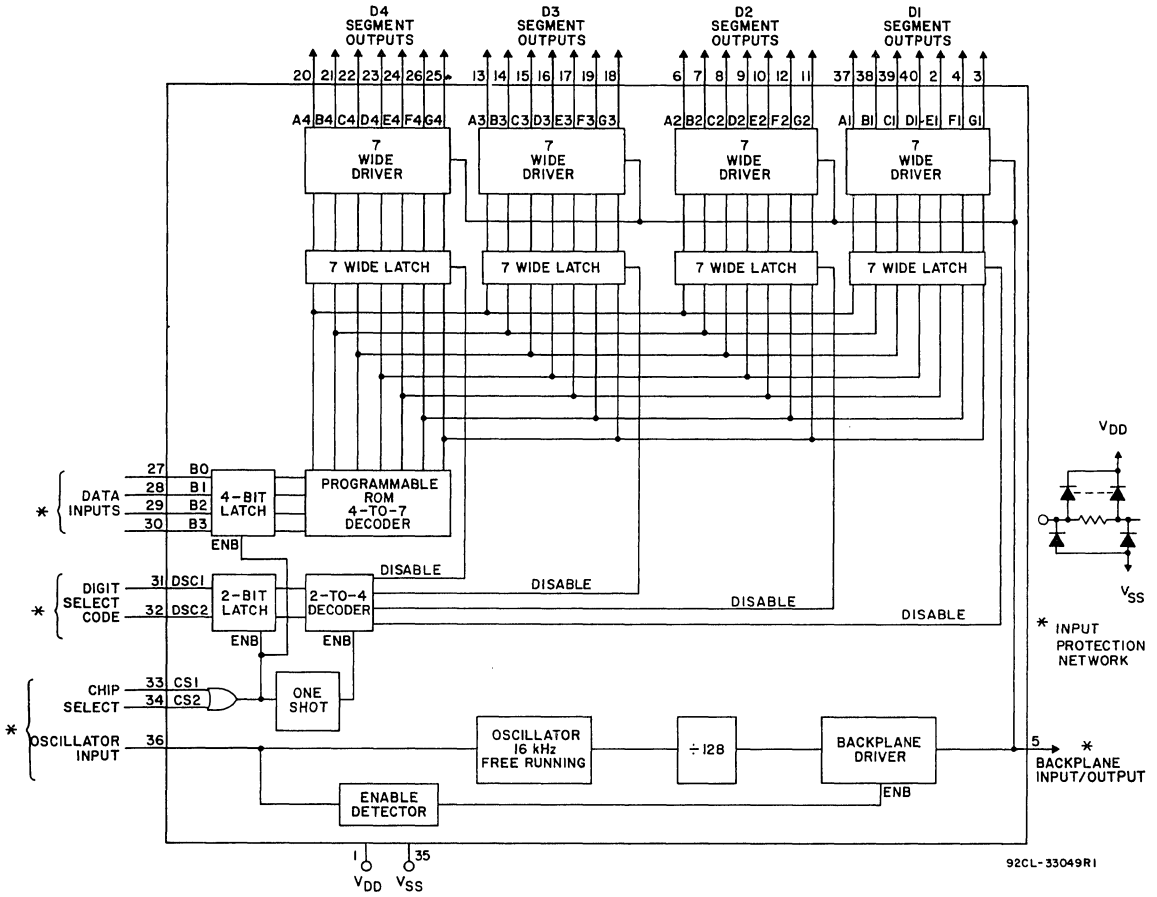 D4
SEGMENT
OUTPUTS
D3
SEGMENT
OUTPUTS
D2
SEGMENT
OUTPUTS
D1
SEGMENT
OUTPUTS
20 21 22 23 24 26 25
13 14 15 16 17 19 18
6 7 8 9 10 12 11
37 38 39 40 2 4 3
A4 B4 C4 D4 E4 F4 G4
A3 B3 C3 D3 E3 F3 G3
A2 B2 C2 D2 E2 F2 G2
A1 B1 C1 D1 E1 F1 G1
7
WIDE
DRIVER
7
WIDE
DRIVER
7
WIDE
DRIVER
7
WIDE
DRIVER
7 WIDE LATCH
7 WIDE LATCH
7 WIDE LATCH
7 WIDE LATCH
* DATA
INPUTS
27 B0
28 B1
29 B2
30 B3
4-BIT
LATCH
ENB
PROGRAMMABLE
ROM
4-TO-7
DECODER
* DIGIT
SELECT
CODE
31 DSC1
32 DSC2
2-BIT
LATCH
ENB
2-TO-4
DECODER
ENB
DISABLE
DISABLE
DISABLE
DISABLE
VDD
VSS
* INPUT
PROTECTION
NETWORK
* CHIP
SELECT
33 CS1
34 CS2
ONE
SHOT
OSCILLATOR
INPUT
36
OSCILLATOR
16 kHz
FREE RUNNING
÷128
BACKPLANE
DRIVER
ENB
5 *
BACKPLANE
INPUT/OUTPUT
ENABLE
DETECTOR
1
VDD
35
VSS
92CL-33049R1